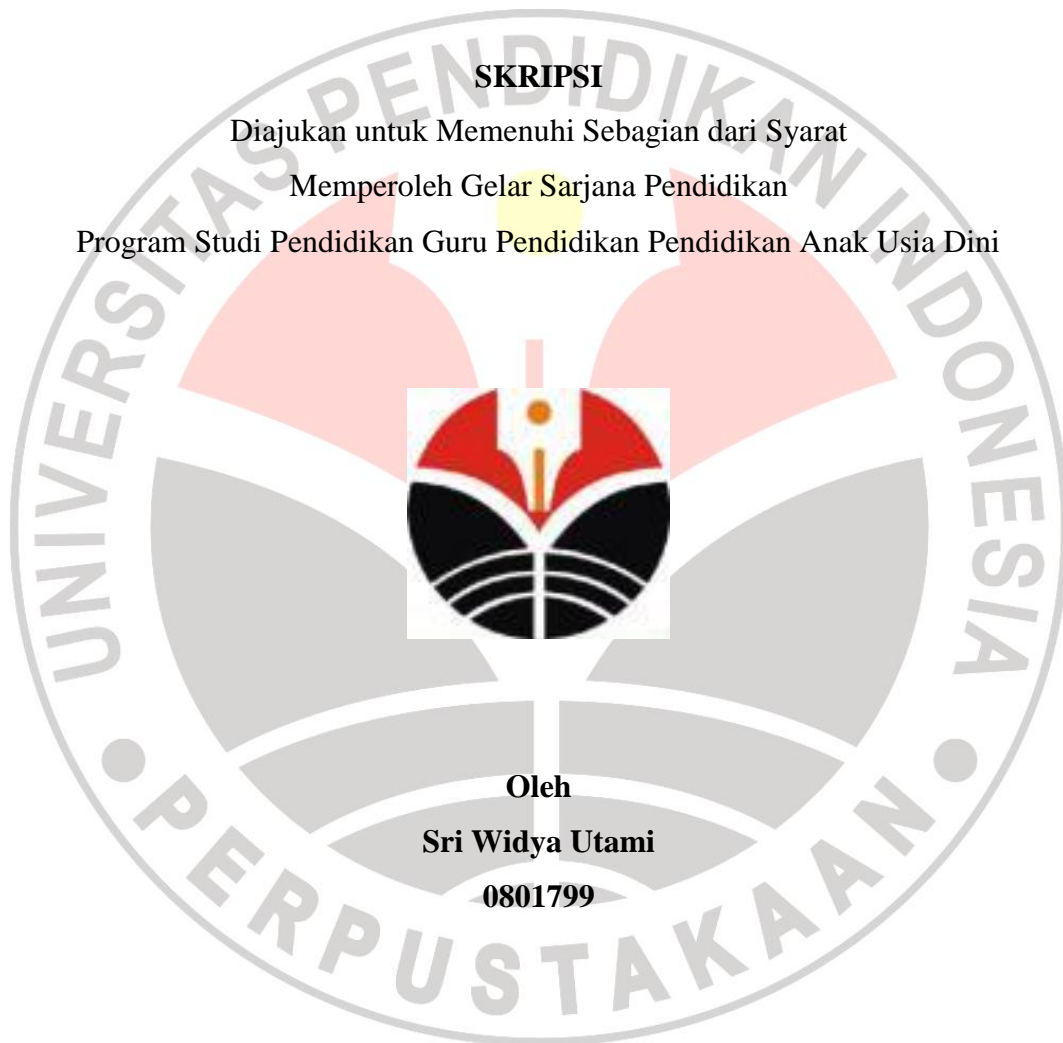 SKRIPSI
Diajukan untuk Memenuhi Sebagian dari Syarat
Memperoleh Gelar Sarjana Pendidikan
Program Studi Pendidikan Guru Pendidikan Pendidikan Anak Usia Dini
Oleh
Sri Widya Utami
0801799
UNIVERSITAS PENDIDIKAN INDONESIA
PERPUSTAKAAN